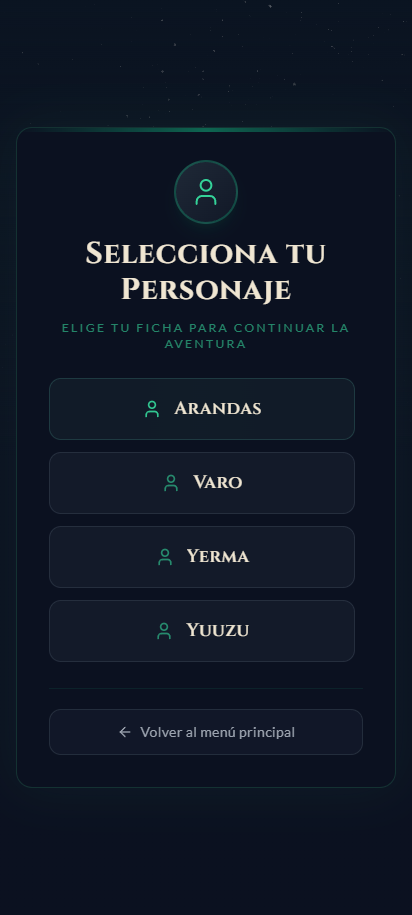 Selecciona tu
Personaje
ELIGE TU FICHA PARA CONTINUAR LA
AVENTURA
Arandas
Varo
Yerma
Yuuzu
Volver al menú principal